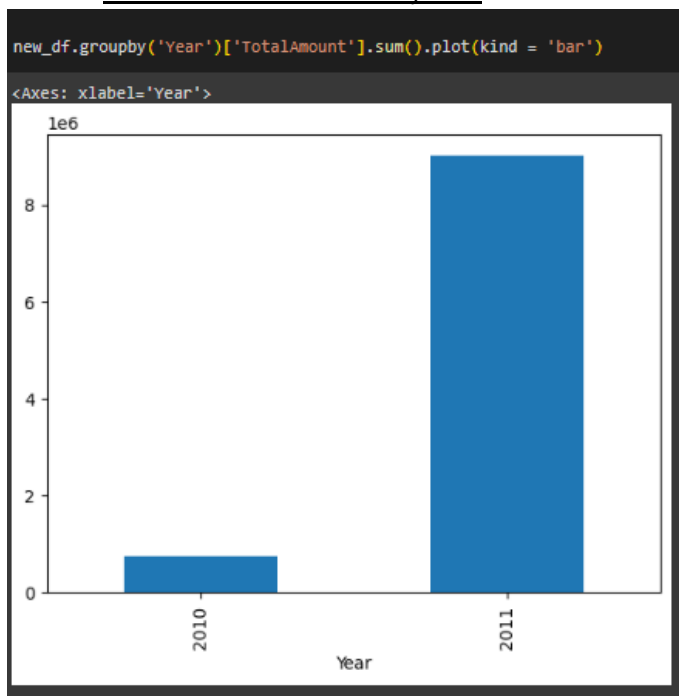 new_df.groupby('Year')['TotalAmount'].sum().plot(kind = 'bar')
<Axes: xlabel='Year'>
1e6
8
6
4
2
0
2010
2011
Year